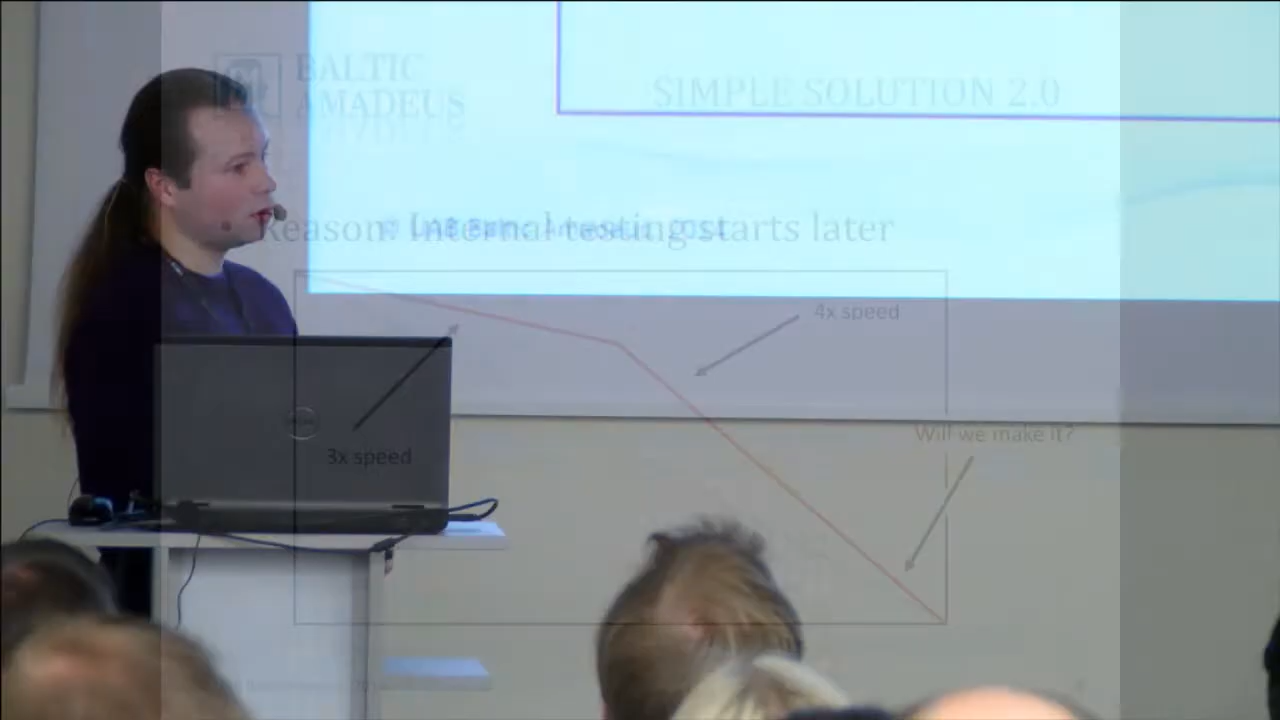 BALTIC
AMADEUS
SIMPLE SOLUTION 2.0
Reason: Internal testing starts later
4x speed
Will we make it?
3x speed